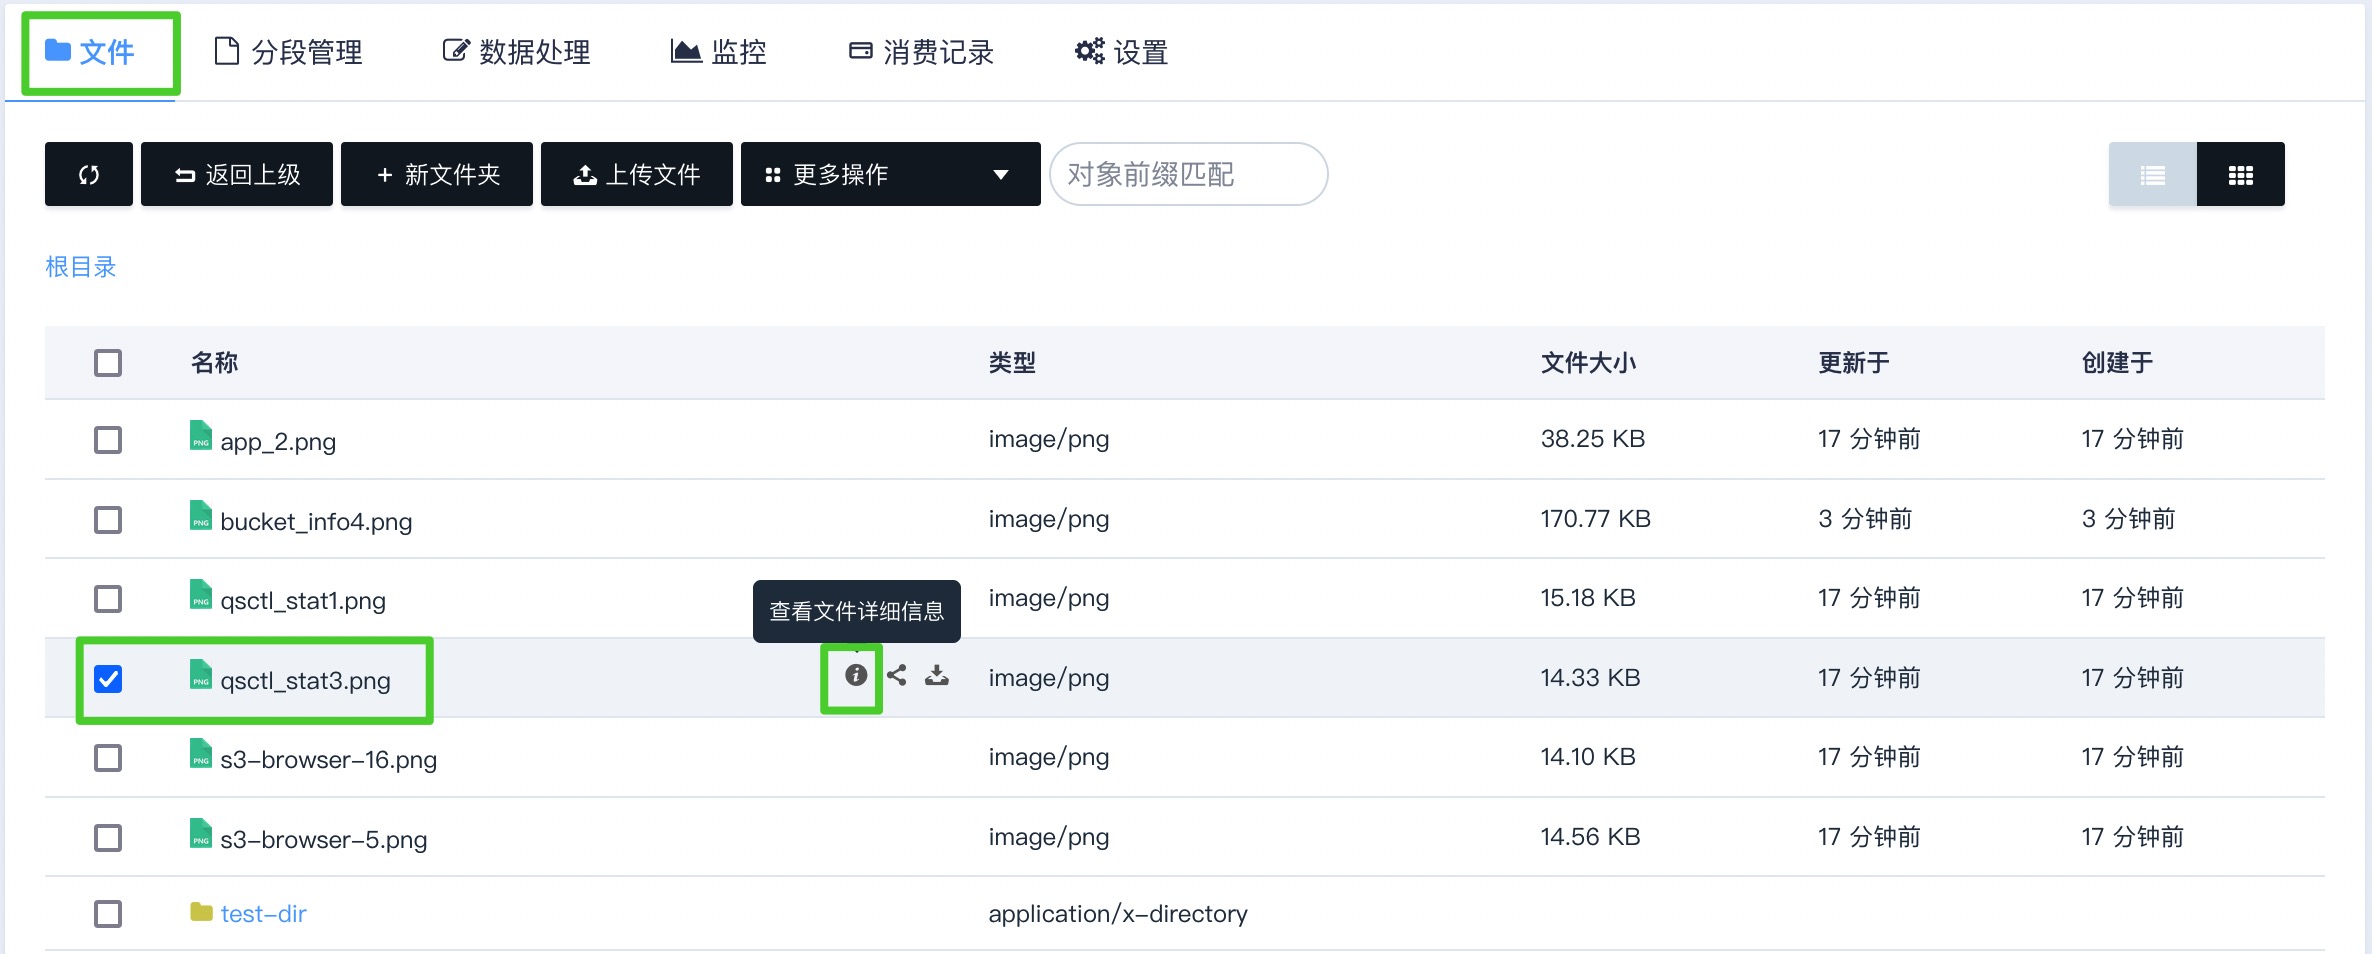 文件 分段管理 数据处理 监控 消费记录 设置
返回上级 + 新文件夹 上传文件 更多操作 对象前缀匹配
根目录
名称 类型 文件大小 更新于 创建于
PNG app_2.png image/png 38.25 KB 17 分钟前 17 分钟前
PNG bucket_info4.png image/png 170.77 KB 3 分钟前 3 分钟前
PNG qsctl_stat1.png image/png 15.18 KB 17 分钟前 17 分钟前
查看文件详细信息
PNG qsctl_stat3.png image/png 14.33 KB 17 分钟前 17 分钟前
PNG s3-browser-16.png image/png 14.10 KB 17 分钟前 17 分钟前
PNG s3-browser-5.png image/png 14.56 KB 17 分钟前 17 分钟前
test-dir application/x-directory